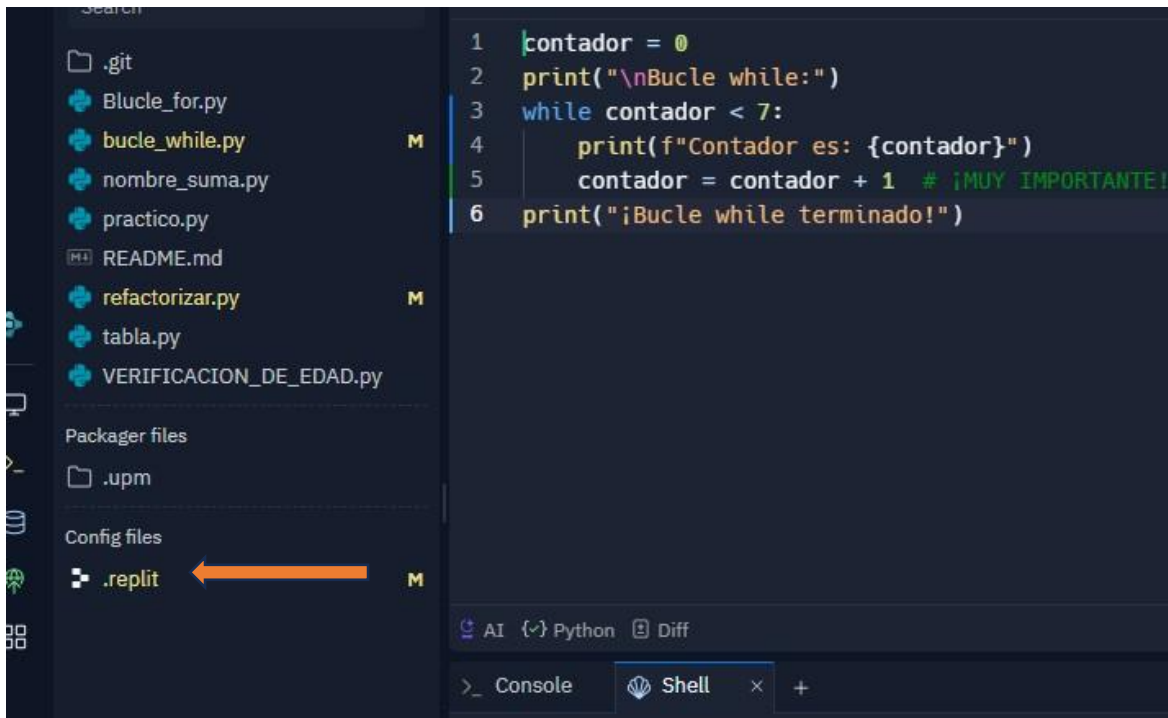 Search
.git
Blucle_for.py
bucle_while.py M
nombre_suma.py
practico.py
M↓ README.md
refactorizar.py M
tabla.py
VERIFICACION_DE_EDAD.py
Packager files
.upm
Config files
.replit M
1 contador = 0
2 print("\nBucle while:")
3 while contador < 7:
4     print(f"Contador es: {contador}")
5     contador = contador + 1  # ¡MUY IMPORTANTE!
6 print("¡Bucle while terminado!")
AI {✓} Python Diff
>_ Console Shell × +